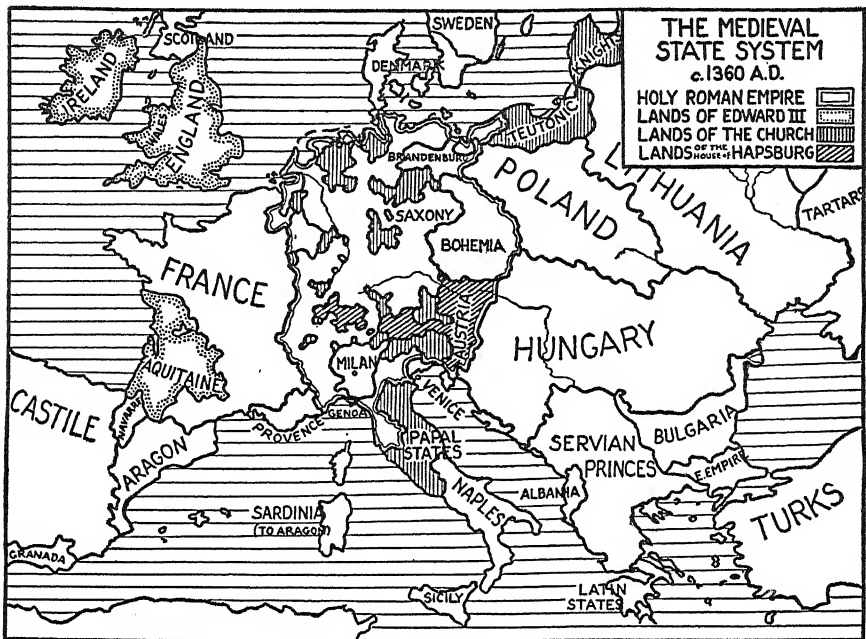 THE MEDIEVAL
STATE SYSTEM
c. 1360 A.D.
HOLY ROMAN EMPIRE
LANDS OF EDWARD III
LANDS OF THE CHURCH
LANDS OF THE HOUSE of HAPSBURG
SCOTLAND
IRELAND
WALES
ENGLAND
SWEDEN
DENMARK
TEUTONIC
KNIGHTS
BRANDENBURG
SAXONY
POLAND
LITHUANIA
TARTARS
BOHEMIA
FRANCE
AUSTRIA
HUNGARY
AQUITAINE
MILAN
VENICE
CASTILE
NAVARRE
ARAGON
PROVENCE
GENOA
PAPAL
STATES
SERVIAN
PRINCES
BULGARIA
E. EMPIRE
ALBANIA
NAPLES
SARDINIA
(TO ARAGON)
TURKS
GRANADA
SICILY
LATIN
STATES